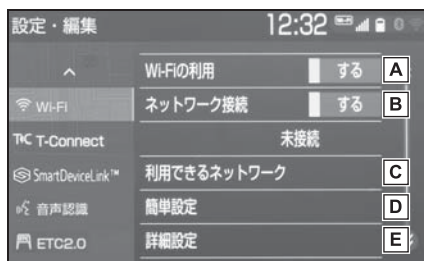 設定・編集 12:32 0
Wi-Fiの利用 する A
Wi-Fi ネットワーク接続 する B
T-Connect 未接続
SmartDeviceLink™ 利用できるネットワーク C
音声認識 簡単設定 D
ETC2.0 詳細設定 E